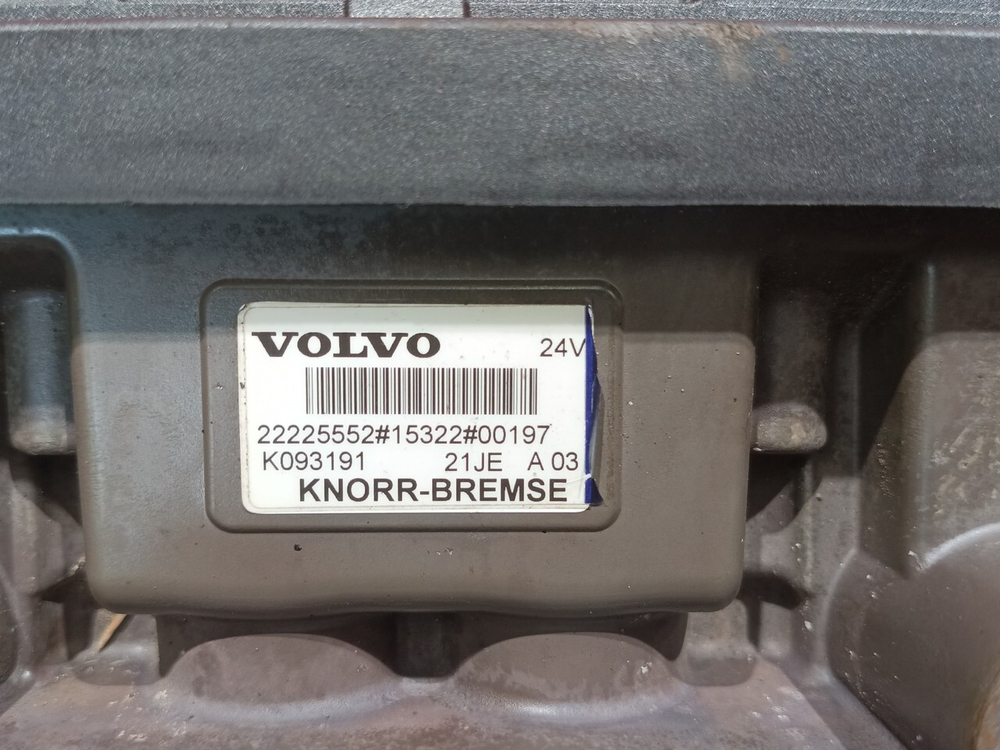 VOLVO 24V
22225552#15322#00197
K093191 21JE A 03
KNORR-BREMSE